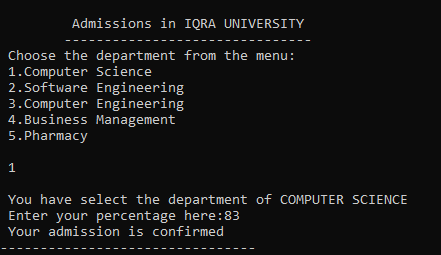 Admissions in IQRA UNIVERSITY
-------------------------------
Choose the department from the menu:
1.Computer Science
2.Software Engineering
3.Computer Engineering
4.Business Management
5.Pharmacy
1
You have select the department of COMPUTER SCIENCE
Enter your percentage here:83
Your admission is confirmed
--------------------------------